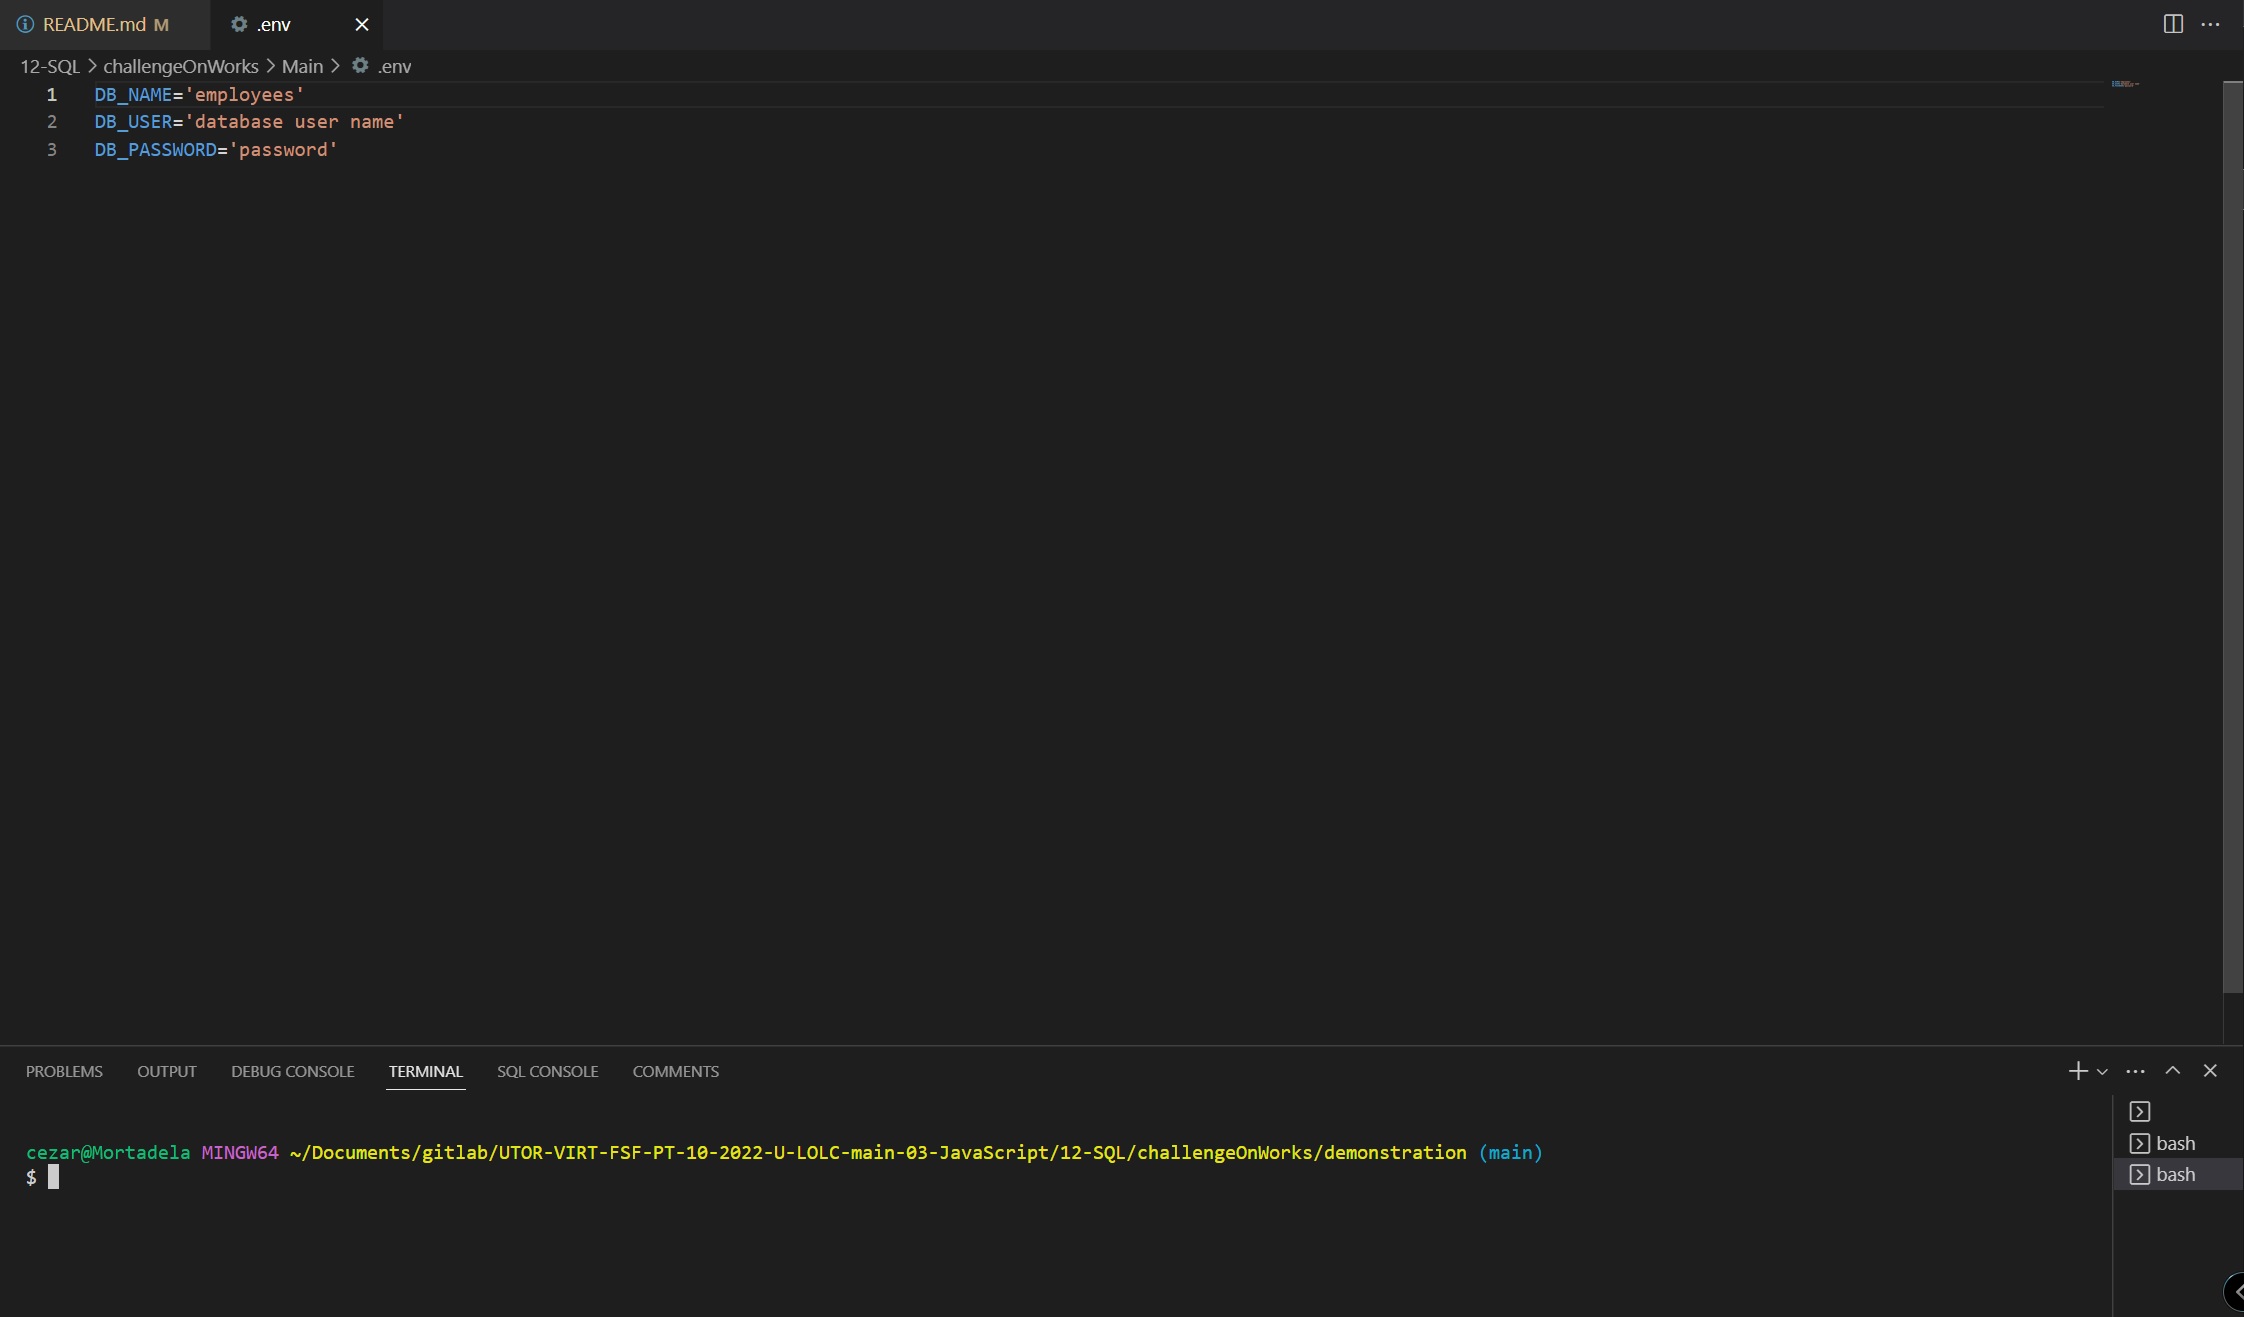 README.md M .env
12-SQL > challengeOnWorks > Main > .env
1 DB_NAME='employees'
2 DB_USER='database user name'
3 DB_PASSWORD='password'
PROBLEMS OUTPUT DEBUG CONSOLE TERMINAL SQL CONSOLE COMMENTS
cezar@Mortadela MINGW64 ~/Documents/gitlab/UTOR-VIRT-FSF-PT-10-2022-U-LOLC-main-03-JavaScript/12-SQL/challengeOnWorks/demonstration (main)
$
bash
bash